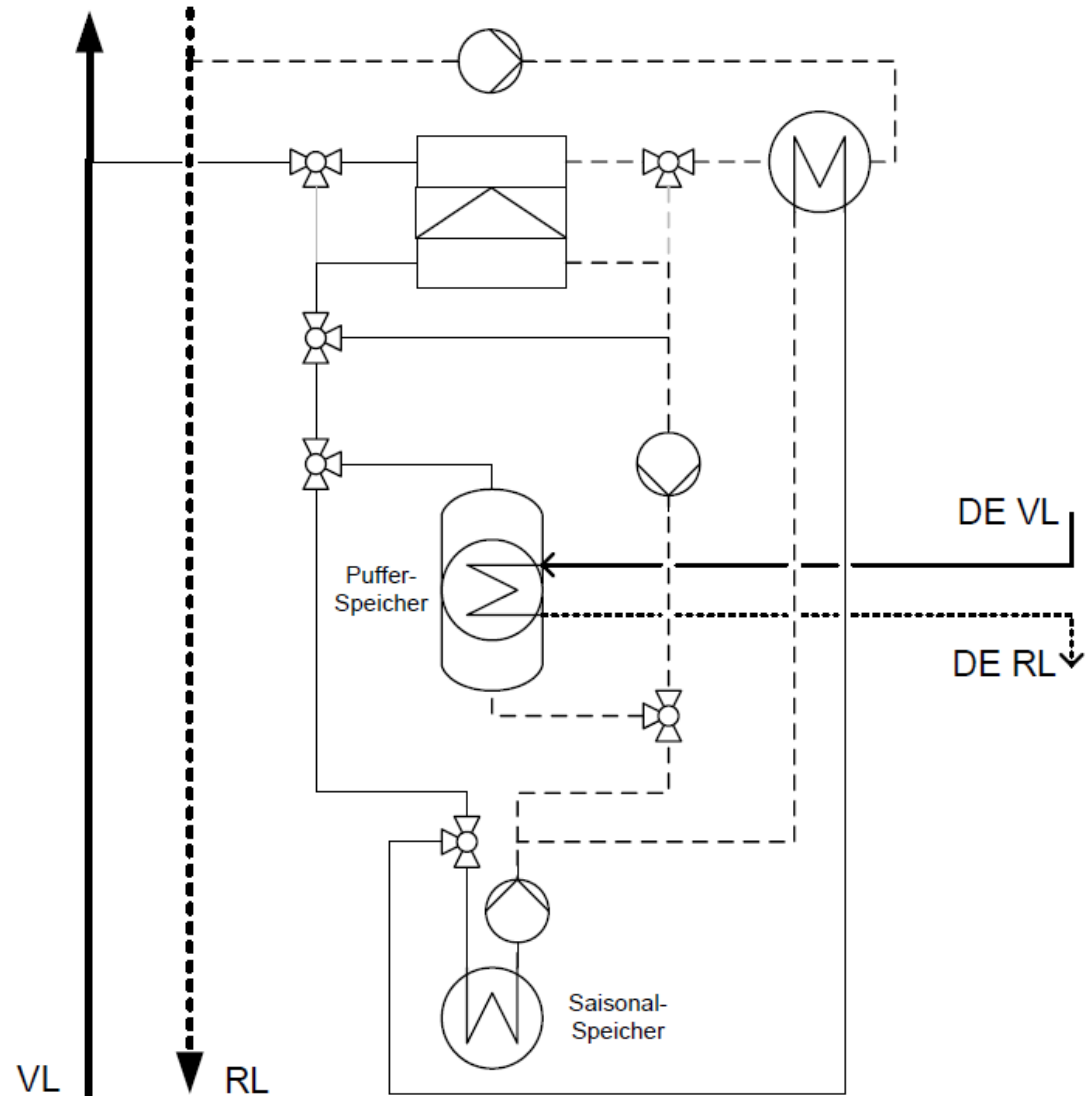 DE VL
Puffer-
Speicher
DE RL
Saisonal-
Speicher
VL
RL